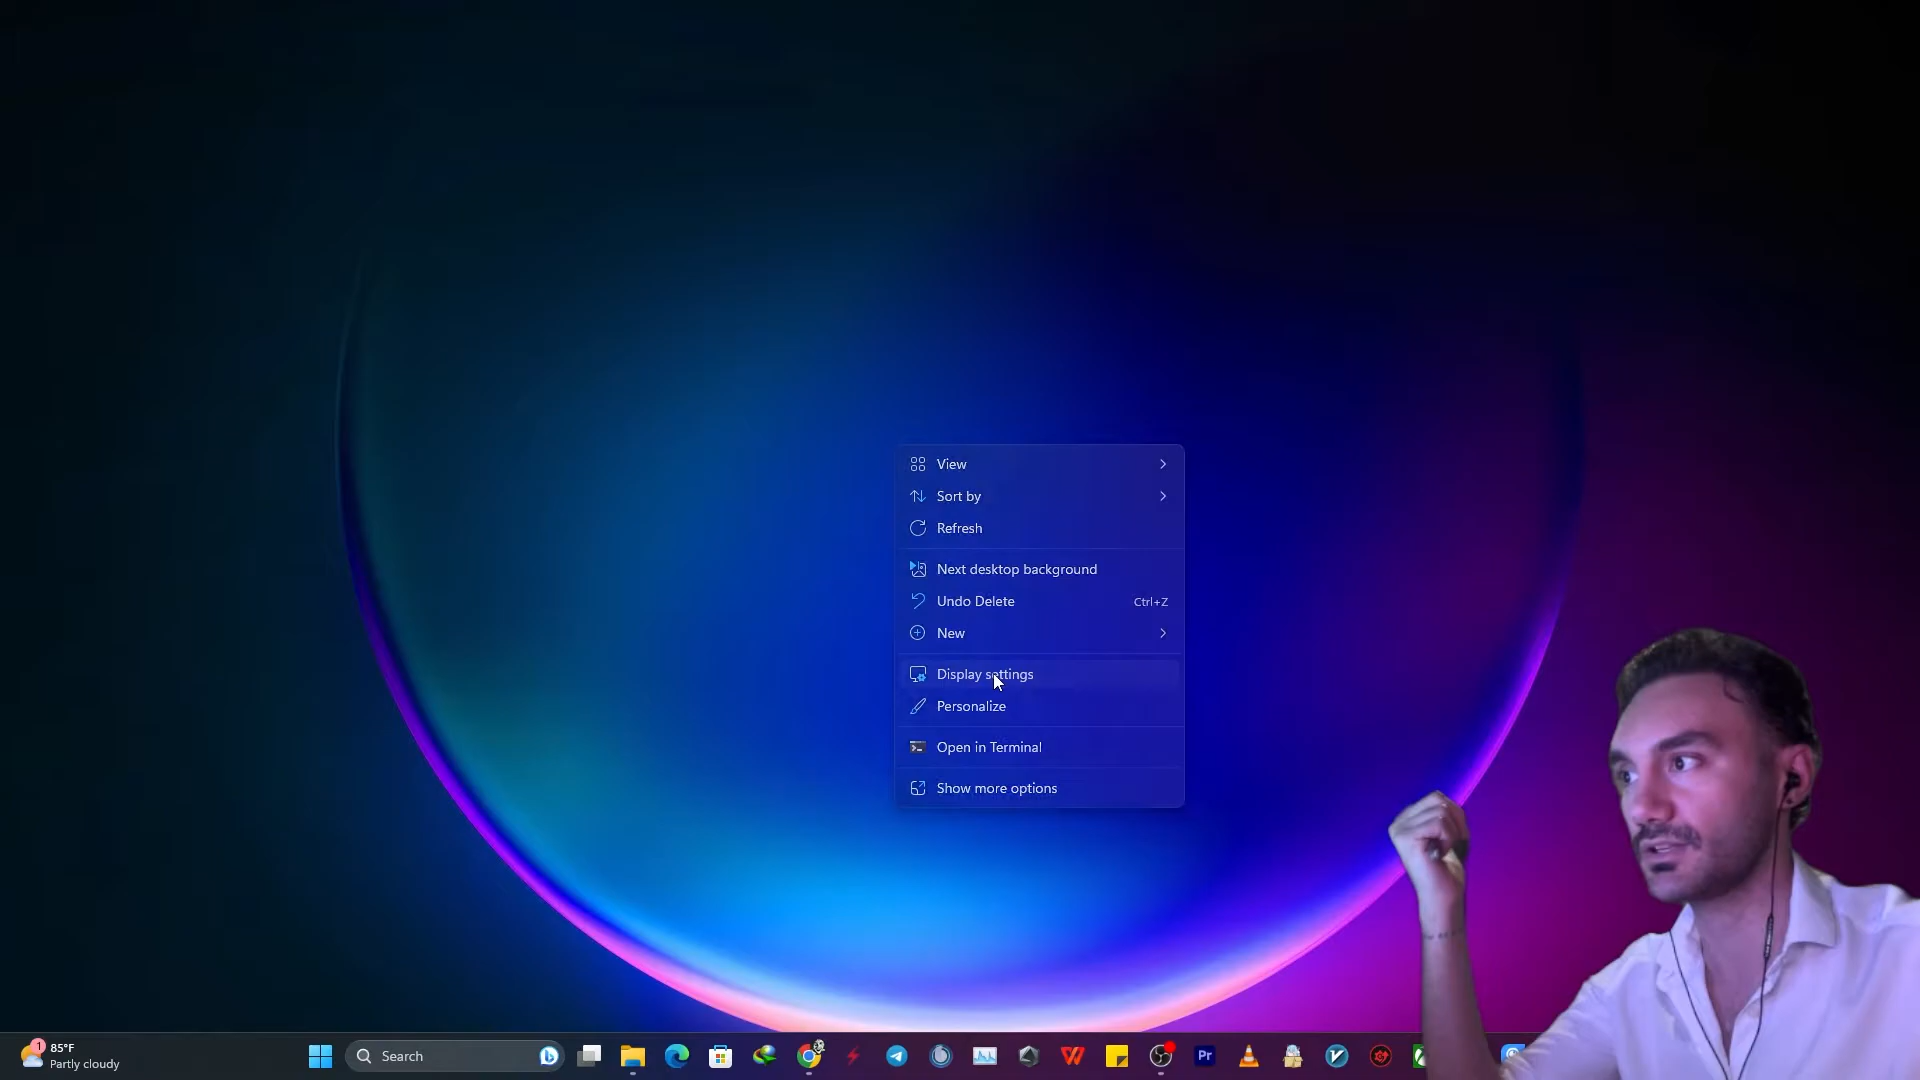 View
Sort by
Refresh
Next desktop background
Undo Delete Ctrl+Z
New
Display settings
Personalize
Open in Terminal
Show more options
1
85°F
Partly cloudy
Search
Pr